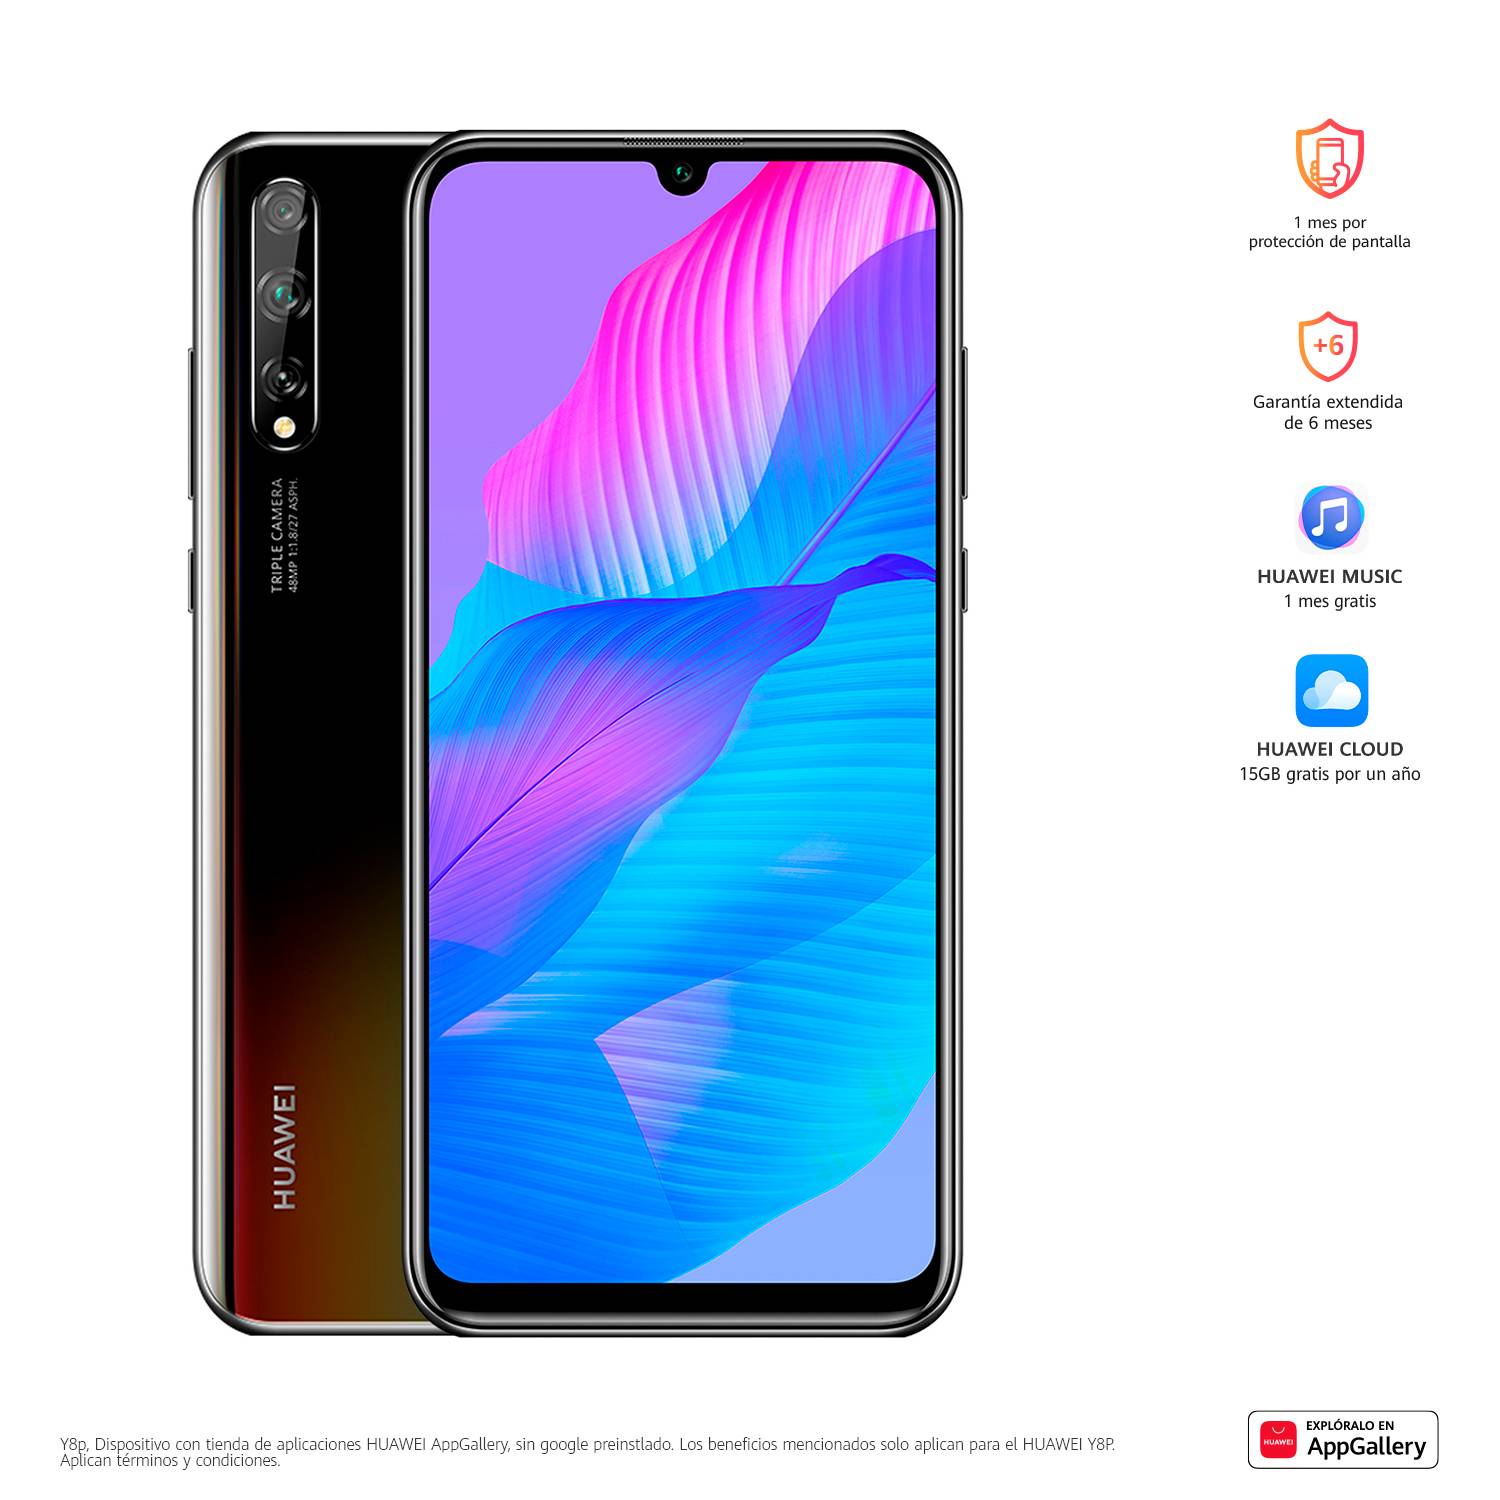 TRIPLE CAMERA
48MP 1:1.8/27 ASPH.
HUAWEI
1 mes por
protección de pantalla
+6
Garantía extendida
de 6 meses
HUAWEI MUSIC
1 mes gratis
HUAWEI CLOUD
15GB gratis por un año
Y8p, Dispositivo con tienda de aplicaciones HUAWEI AppGallery, sin google preinstlado. Los beneficios mencionados solo aplican para el HUAWEI Y8P.
Aplican términos y condiciones.
HUAWEI
EXPLÓRALO EN
AppGallery